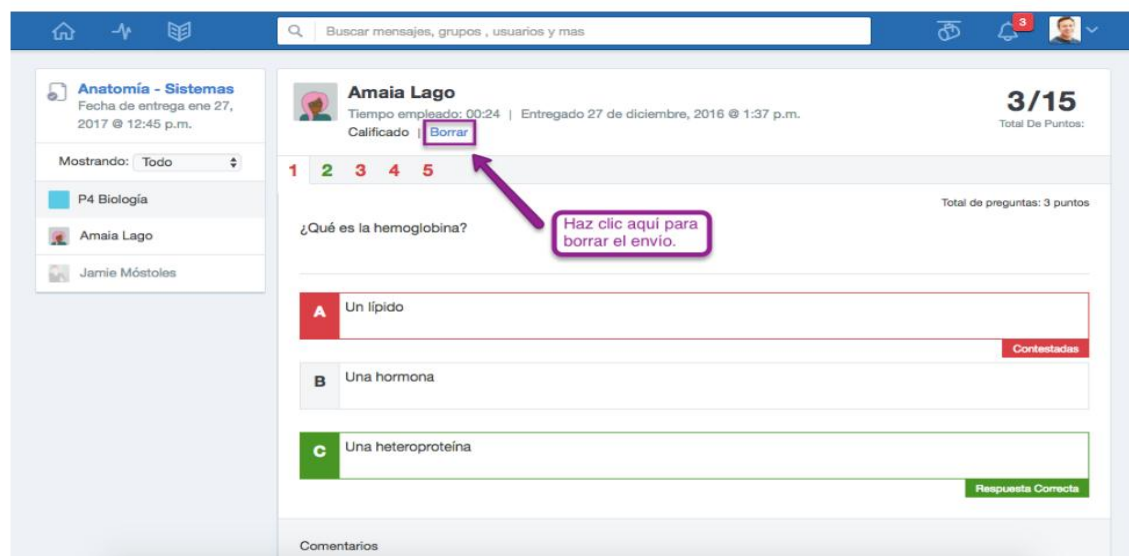 3
Buscar mensajes, grupos , usuarios y mas
Anatomía - Sistemas
Fecha de entrega ene 27,
2017 @ 12:45 p.m.
Mostrando: Todo
P4 Biología
Amaia Lago
Jamie Móstoles
Amaia Lago
Tiempo empleado: 00:24 | Entregado 27 de diciembre, 2016 @ 1:37 p.m.
Calificado | Borrar
3/15
Total De Puntos:
1 2 3 4 5
Total de preguntas: 3 puntos
¿Qué es la hemoglobina?
Haz clic aquí para
borrar el envío.
A Un lípido
Contestadas
B Una hormona
C Una heteroproteína
Respuesta Correcta
Comentarios